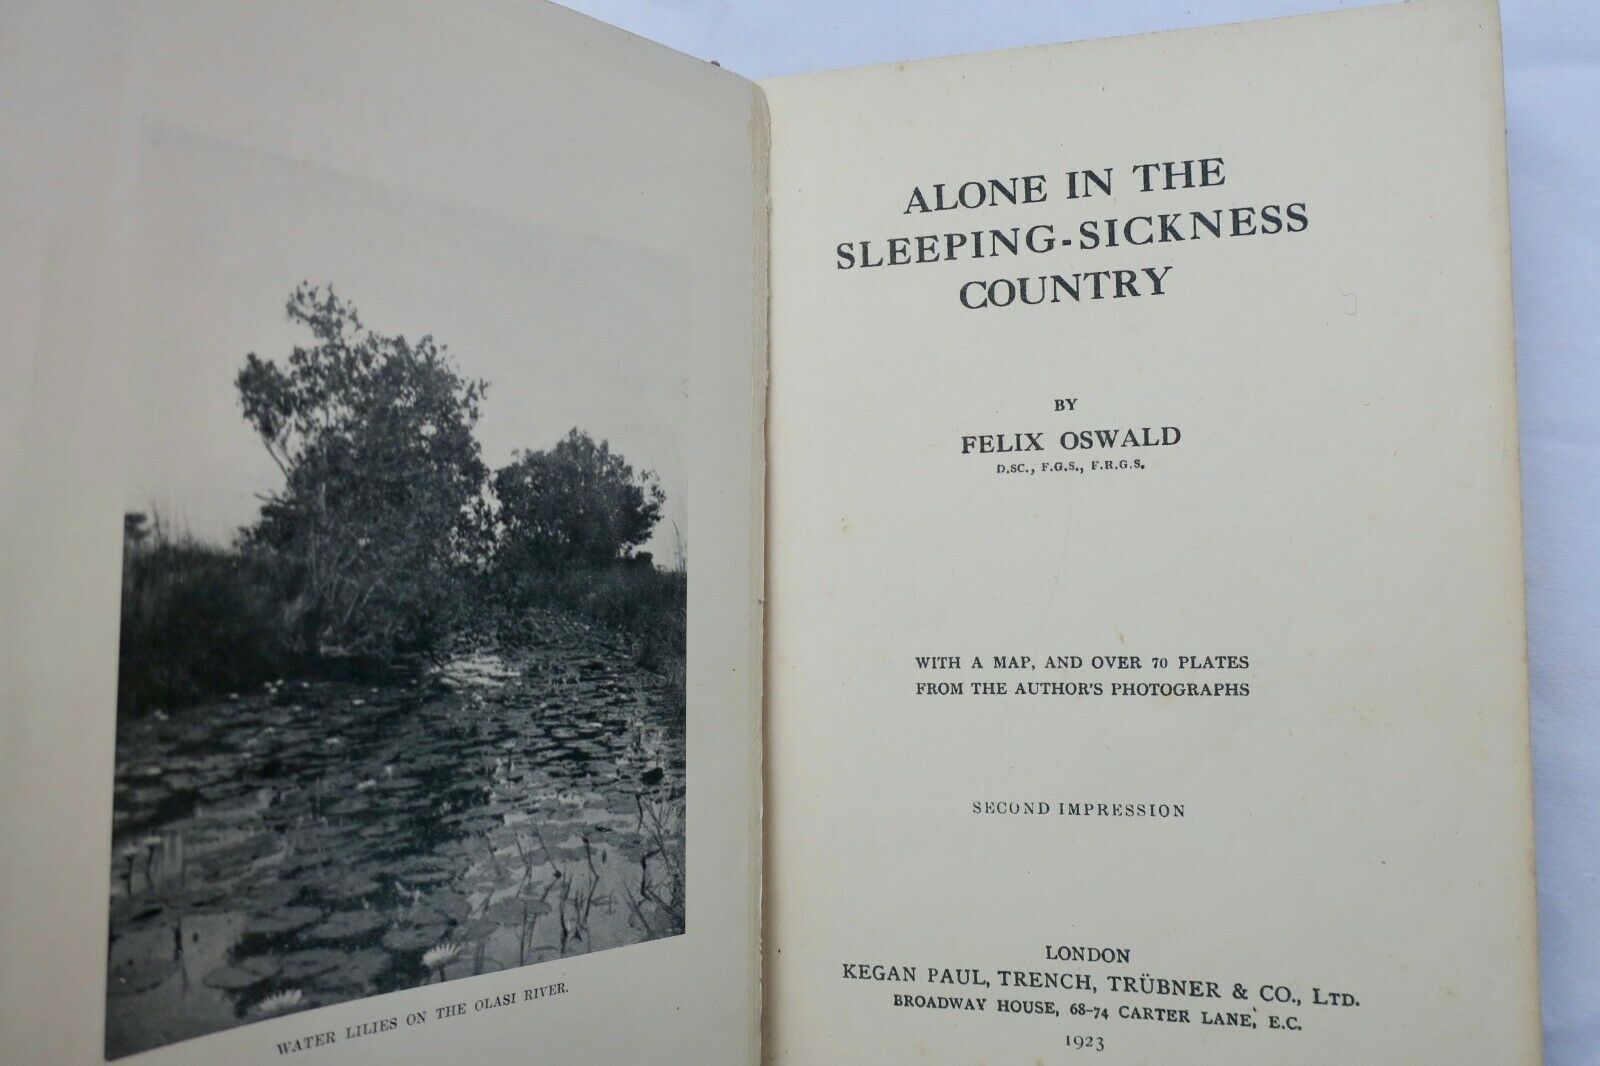 WATER LILIES ON THE OLASI RIVER.
ALONE IN THE
SLEEPING-SICKNESS
COUNTRY
BY
FELIX OSWALD
D.SC., F.G.S., F.R.G.S.
WITH A MAP, AND OVER 70 PLATES
FROM THE AUTHOR'S PHOTOGRAPHS
SECOND IMPRESSION
LONDON
KEGAN PAUL, TRENCH, TRÜBNER & CO., LTD.
BROADWAY HOUSE, 68-74 CARTER LANE, E.C.
1923